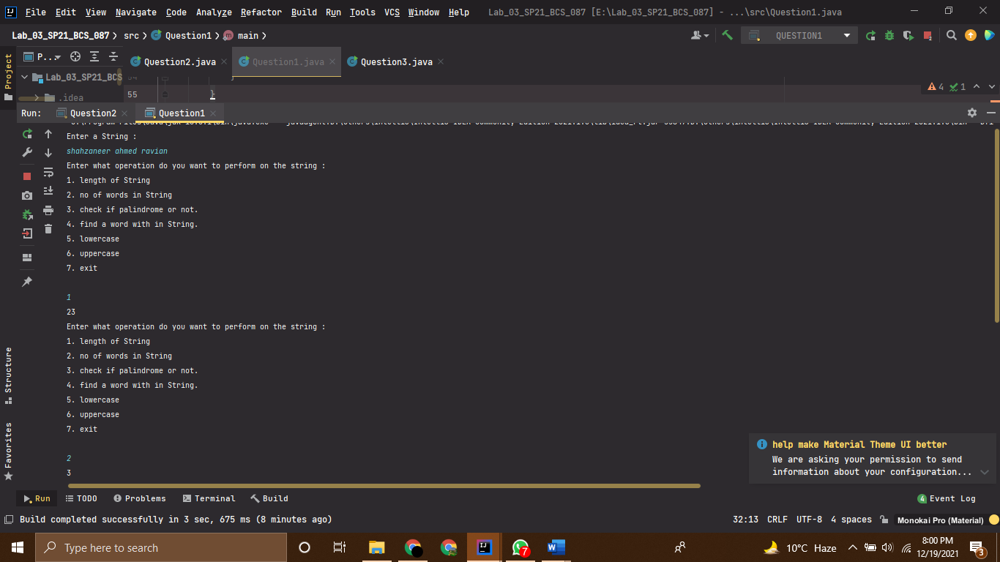 File Edit View Navigate Code Analyze Refactor Build Run Tools VCS Window Help Lab_03_SP21_BCS_087 [E:\Lab_03_SP21_BCS_087] - ...\src\Question1.java
Lab_03_SP21_BCS_087 src Question1 main QUESTION1
Project
P... Question2.java Question1.java Question3.java
Lab_03_SP21_BCS 54
.idea 55 } 4 1
Run: Question2 Question1
Enter a String :
shahzaneer ahmed ravian
Enter what operation do you want to perform on the string :
1. length of String
2. no of words in String
3. check if palindrome or not.
4. find a word with in String.
5. lowercase
6. uppercase
7. exit
1
23
Enter what operation do you want to perform on the string :
1. length of String
2. no of words in String
3. check if palindrome or not.
4. find a word with in String.
5. lowercase
6. uppercase
7. exit
2
3
Structure
Favorites
help make Material Theme UI better
We are asking your permission to send
information about your configuration...
Run TODO Problems Terminal Build 4 Event Log
Build completed successfully in 3 sec, 675 ms (8 minutes ago) 32:13 CRLF UTF-8 4 spaces Monokai Pro (Material)
Type here to search 7 10°C Haze 8:00 PM
12/19/2021 3